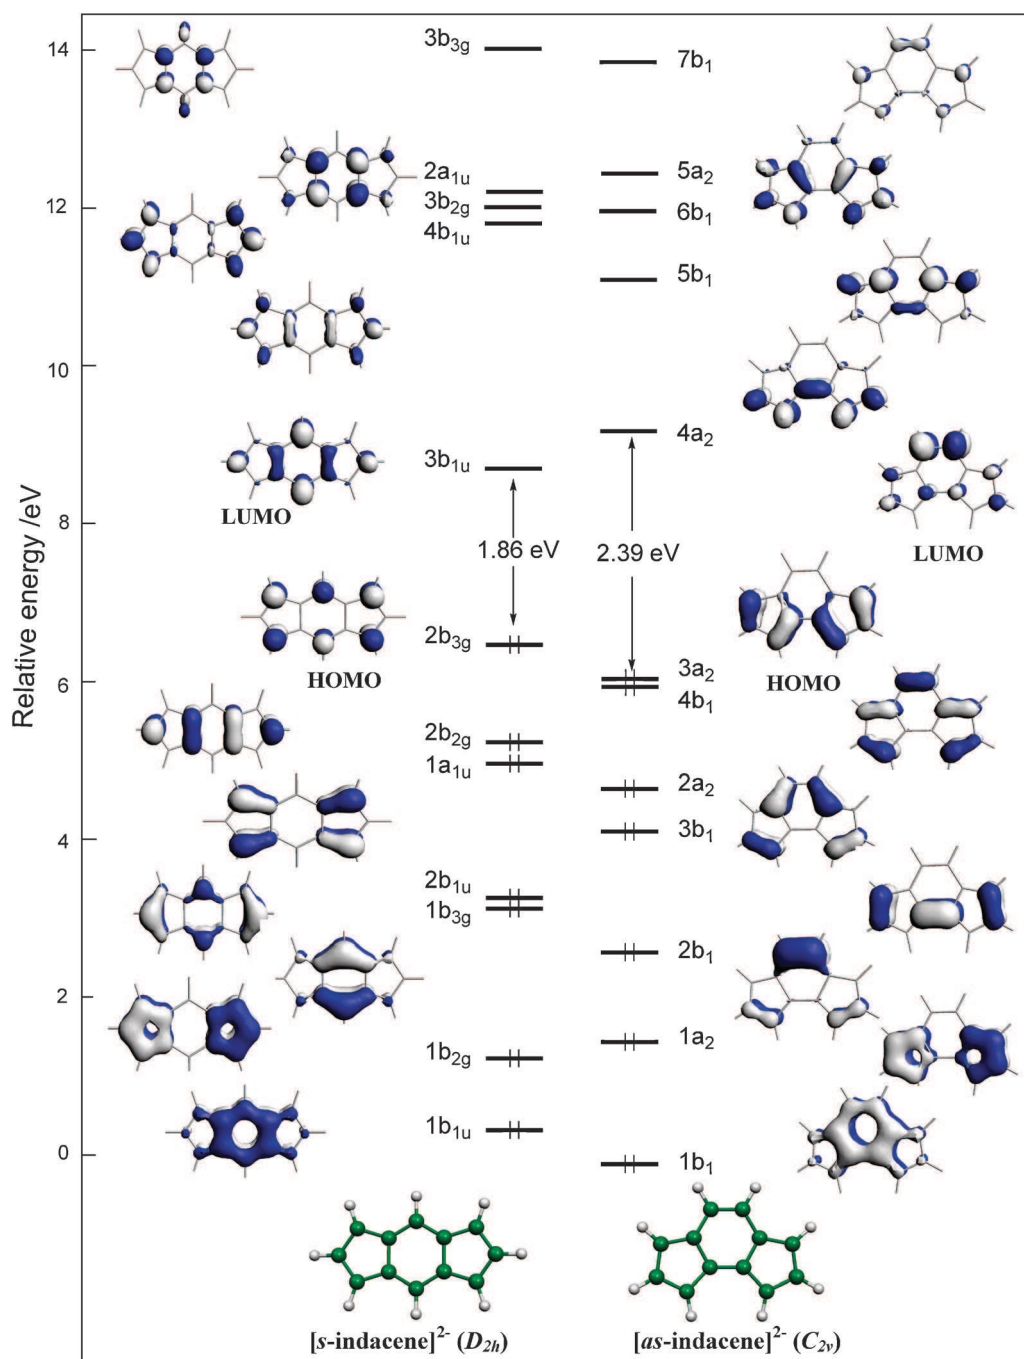 14
12
10
8
6
4
2
0
Relative energy /eV
3b3g
2a1u
3b2g
4b1u
3b1u
LUMO
1.86 eV
2b3g
HOMO
2b2g
1a1u
2b1u
1b3g
1b2g
1b1u
7b1
5a2
6b1
5b1
4a2
LUMO
2.39 eV
3a2
HOMO
4b1
2a2
3b1
2b1
1a2
1b1
[s-indacene]2- (D2h)
[as-indacene]2- (C2v)